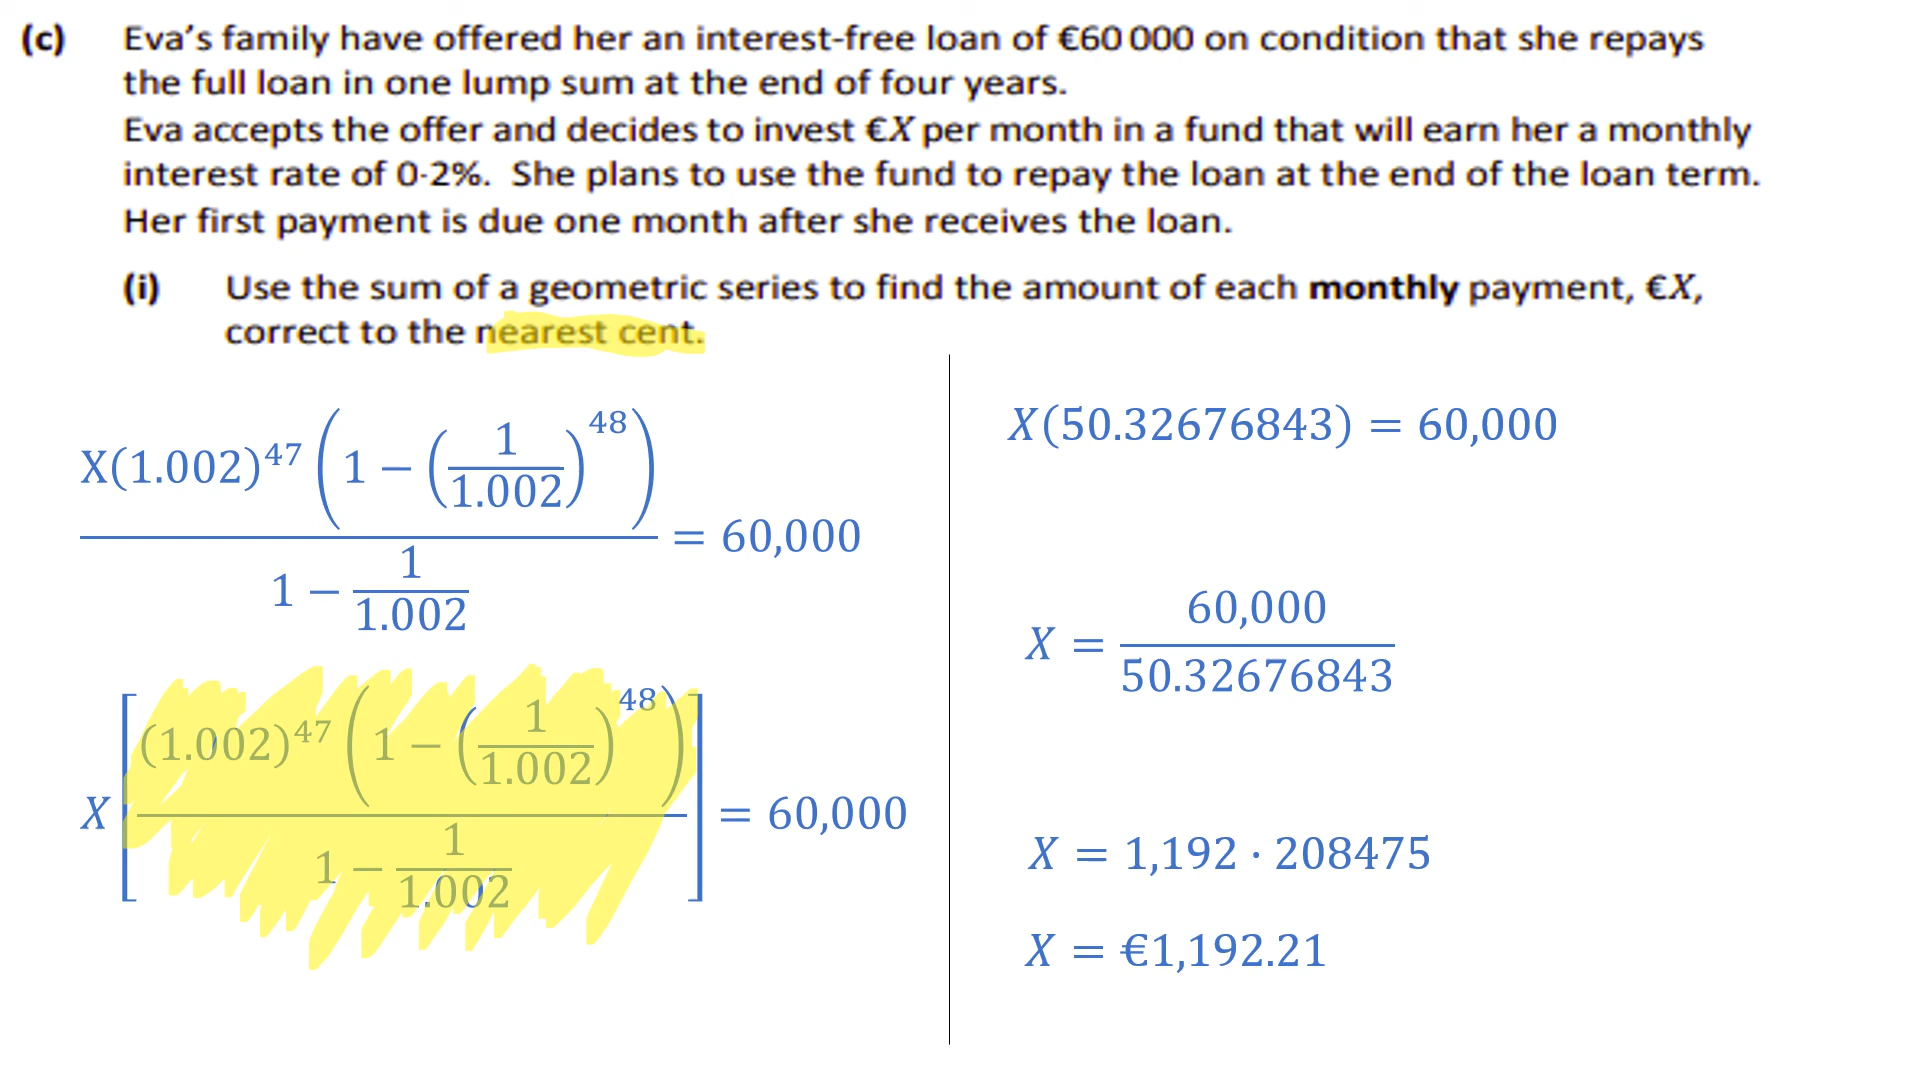 (c) Eva's family have offered her an interest-free loan of €60 000 on condition that she repays
the full loan in one lump sum at the end of four years.
Eva accepts the offer and decides to invest €X per month in a fund that will earn her a monthly
interest rate of 0·2%. She plans to use the fund to repay the loan at the end of the loan term.
Her first payment is due one month after she receives the loan.
(i) Use the sum of a geometric series to find the amount of each monthly payment, €X,
correct to the nearest cent.
X(1.002)^47 (1 − (1/1.002)^48) / (1 − 1/1.002) = 60,000
X[(1.002)^47 (1 − (1/1.002)^48) / (1 − 1/1.002)] = 60,000
X(50.32676843) = 60,000
X = 60,000/50.32676843
X = 1,192 · 208475
X = €1,192.21